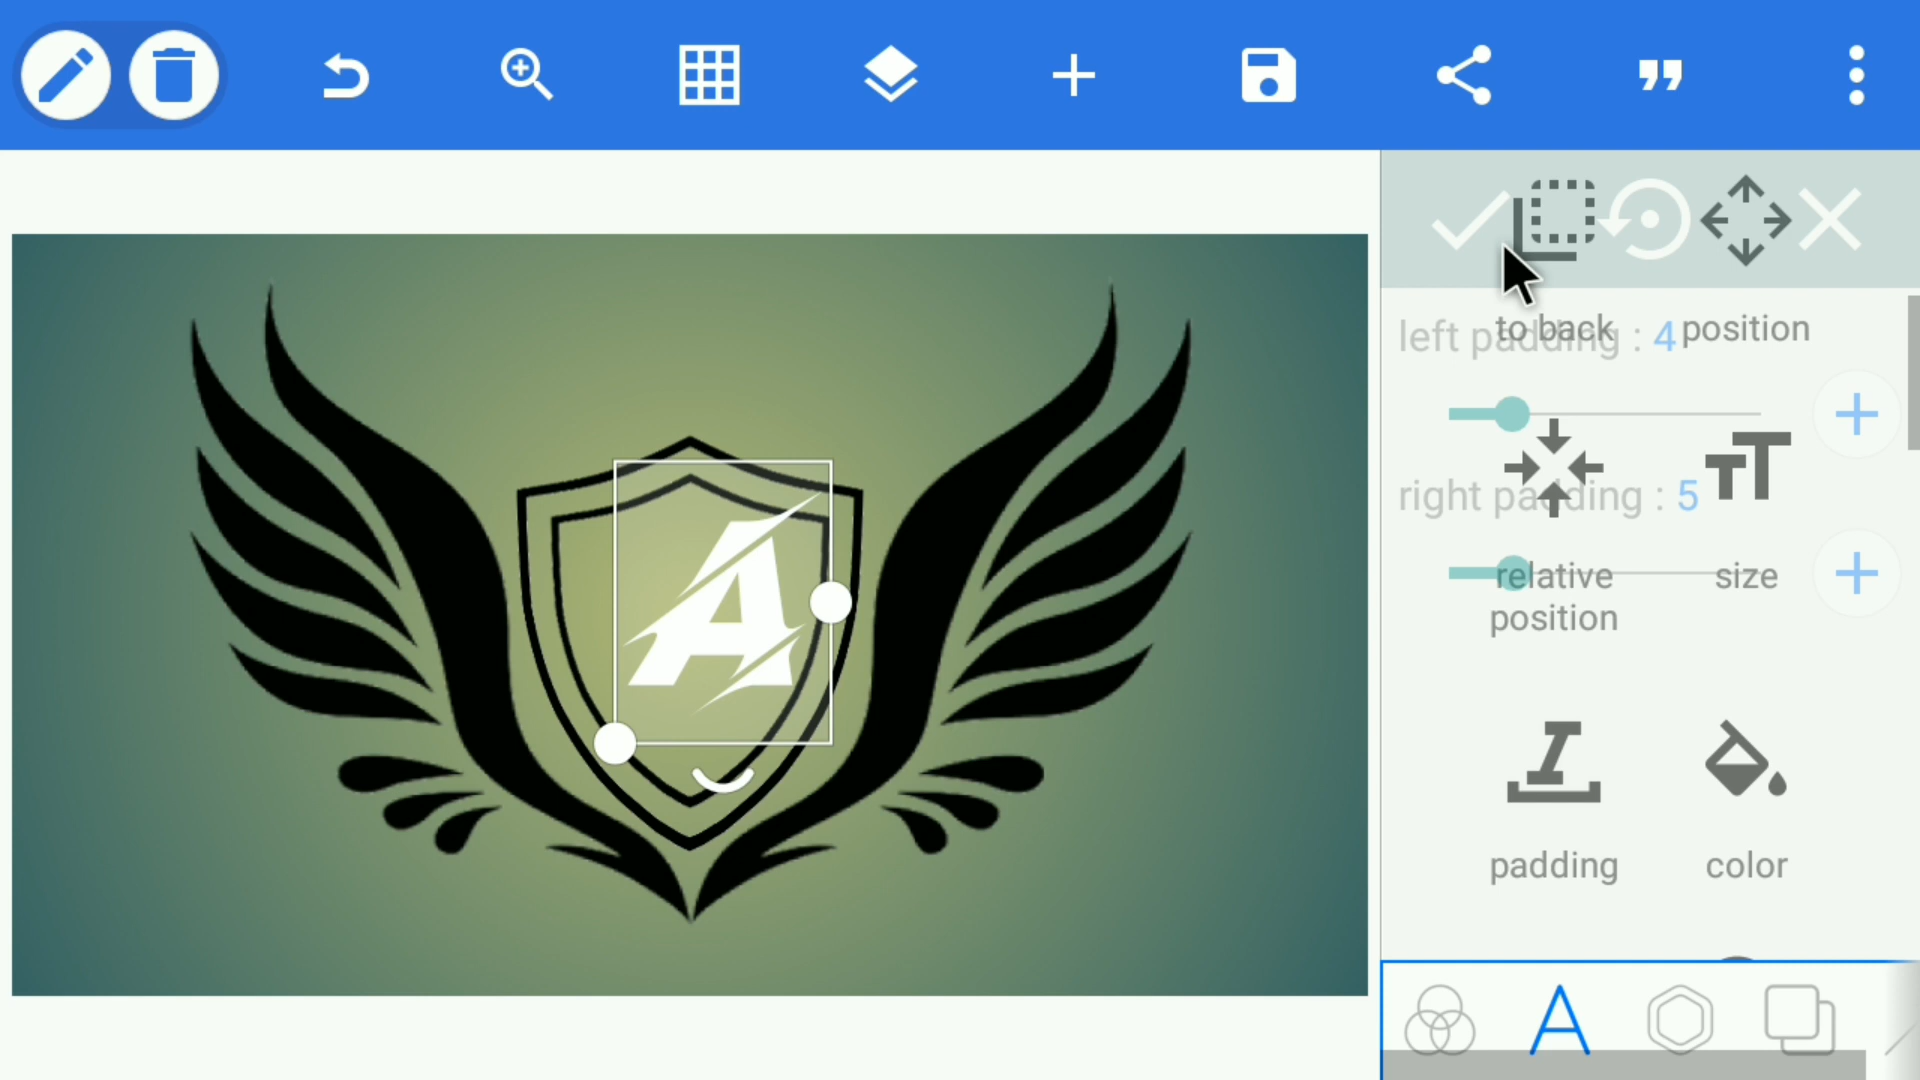 to back
position
left padding : 4
right padding : 5
relative
position
size
padding
color
A